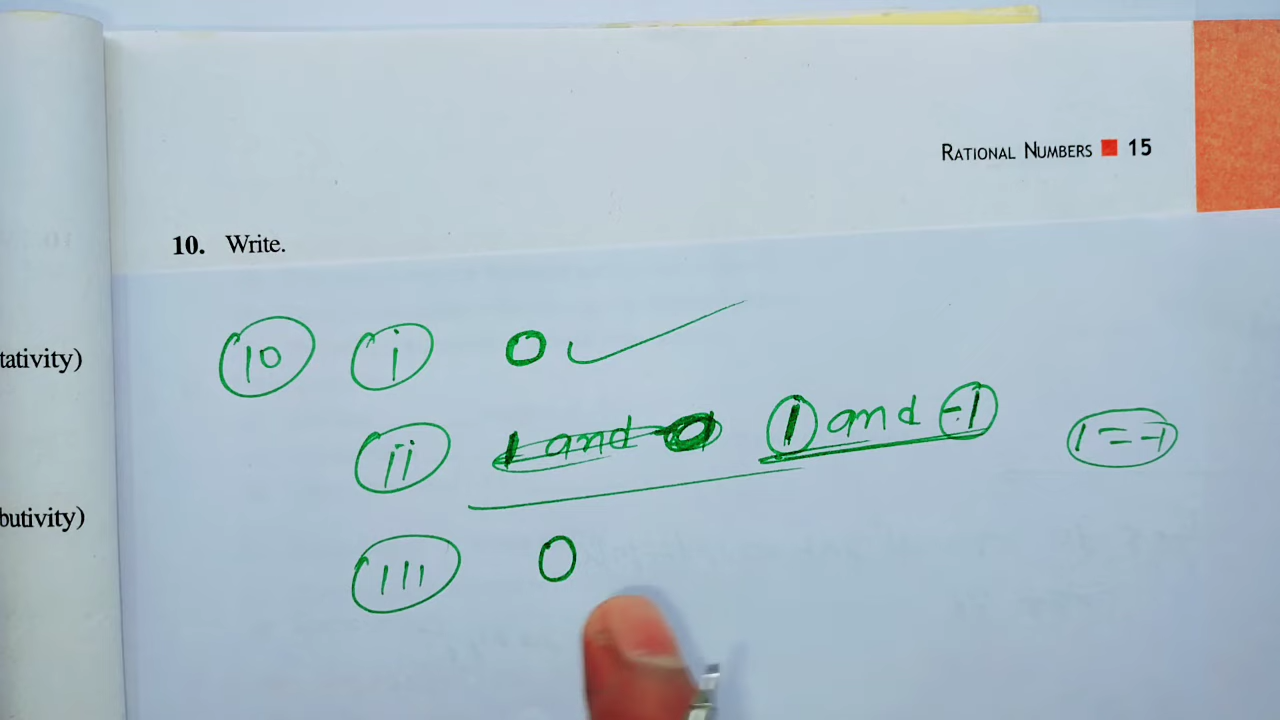 RATIONAL NUMBERS ■ 15
10. Write.
10 i 0 ✓
tativity)
ii 1 and 0 1 and -1 1 = -1
butivity)
iii 0